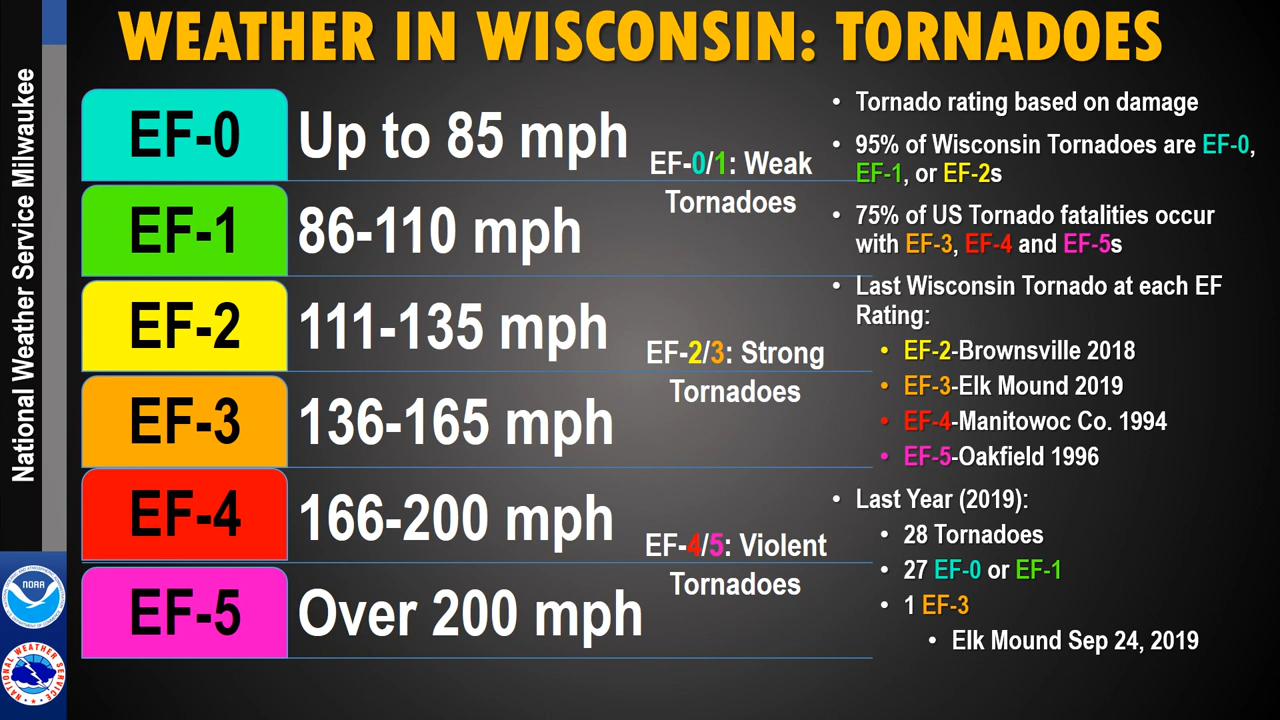 WEATHER IN WISCONSIN: TORNADOES
National Weather Service Milwaukee
EF-0
Up to 85 mph
EF-1
86-110 mph
EF-2
111-135 mph
EF-3
136-165 mph
EF-4
166-200 mph
EF-5
Over 200 mph
EF-0/1: Weak
Tornadoes
EF-2/3: Strong
Tornadoes
EF-4/5: Violent
Tornadoes
• Tornado rating based on damage
• 95% of Wisconsin Tornadoes are EF-0,
EF-1, or EF-2s
• 75% of US Tornado fatalities occur
with EF-3, EF-4 and EF-5s
• Last Wisconsin Tornado at each EF
Rating:
• EF-2-Brownsville 2018
• EF-3-Elk Mound 2019
• EF-4-Manitowoc Co. 1994
• EF-5-Oakfield 1996
• Last Year (2019):
• 28 Tornadoes
• 27 EF-0 or EF-1
• 1 EF-3
• Elk Mound Sep 24, 2019
NOAA
NATIONAL WEATHER SERVICE